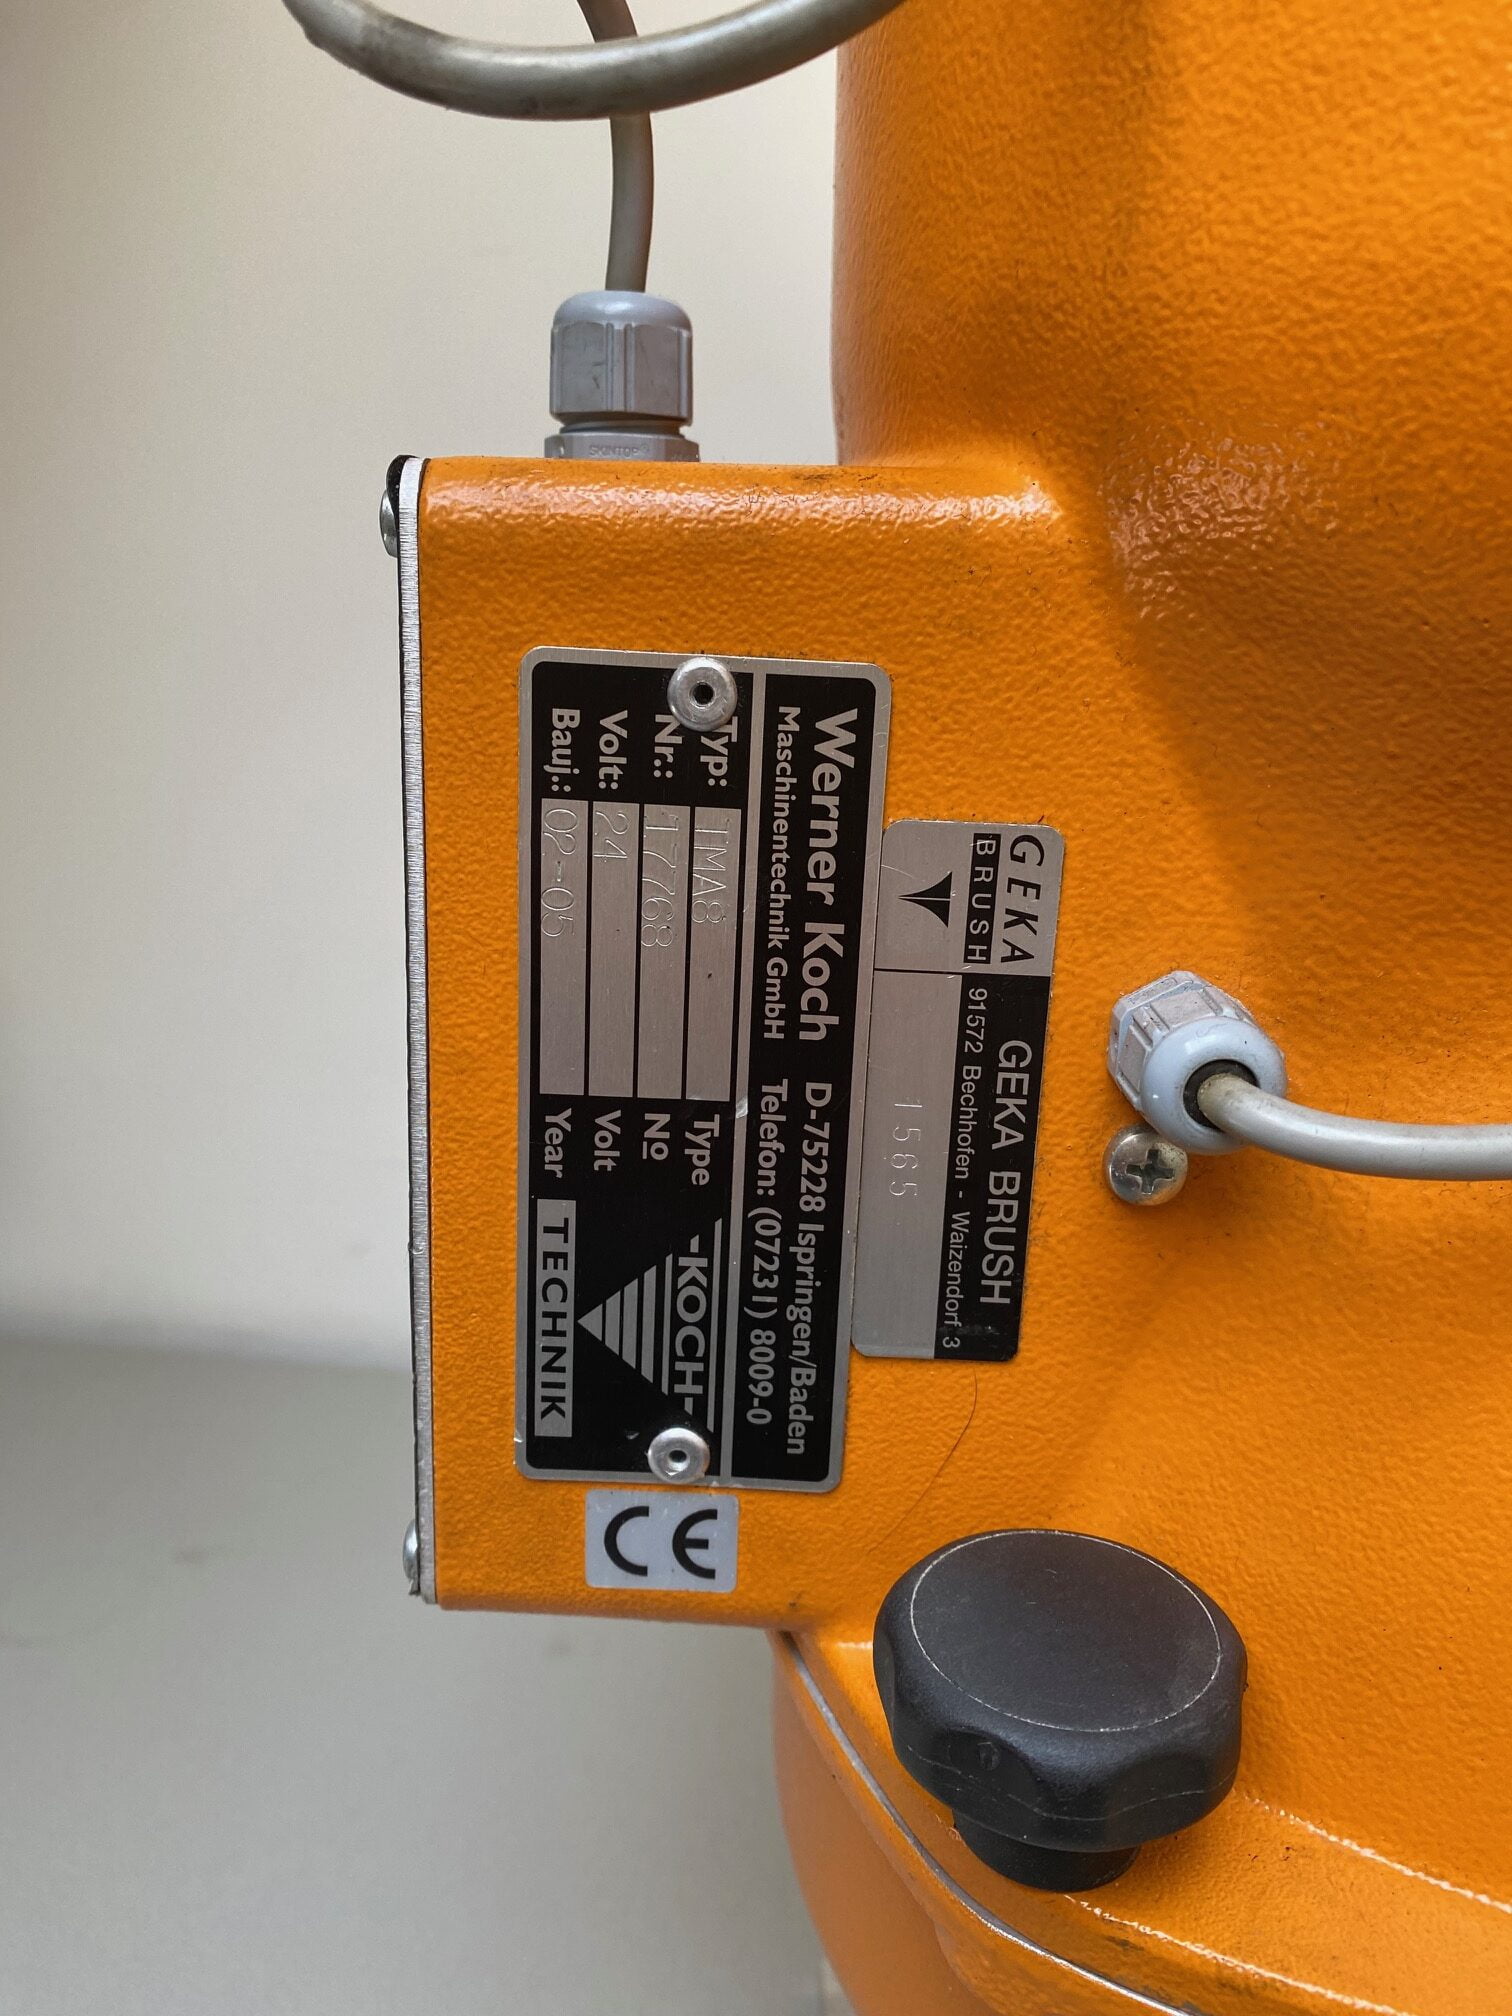 SKINTOP
GEKA
BRUSH
GEKA BRUSH
91572 Bechhofen - Waizendorf 3
1565
Werner Koch D-75228 Ispringen/Baden
Maschinentechnik GmbH Telefon: (07231) 8009-0
Typ: TMA8 Type
Nr.: 17768 No
Volt: 24 Volt
Bauj.: 02-05 Year
-KOCH-
TECHNIK
CE